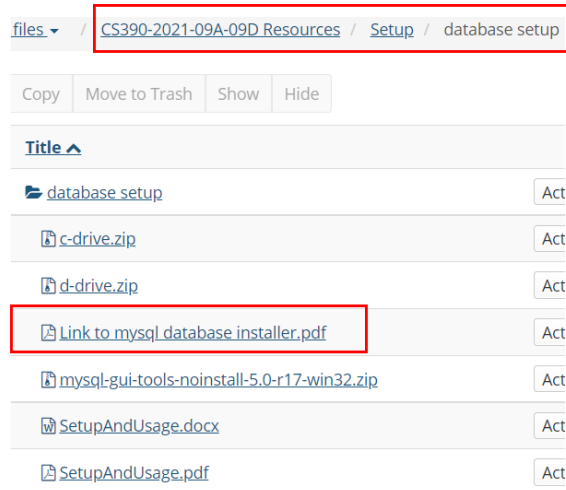 files / CS390-2021-09A-09D Resources / Setup / database setup
Copy Move to Trash Show Hide
Title
database setup Act
c-drive.zip Act
d-drive.zip Act
Link to mysql database installer.pdf Act
mysql-gui-tools-noinstall-5.0-r17-win32.zip Act
SetupAndUsage.docx Act
SetupAndUsage.pdf Act